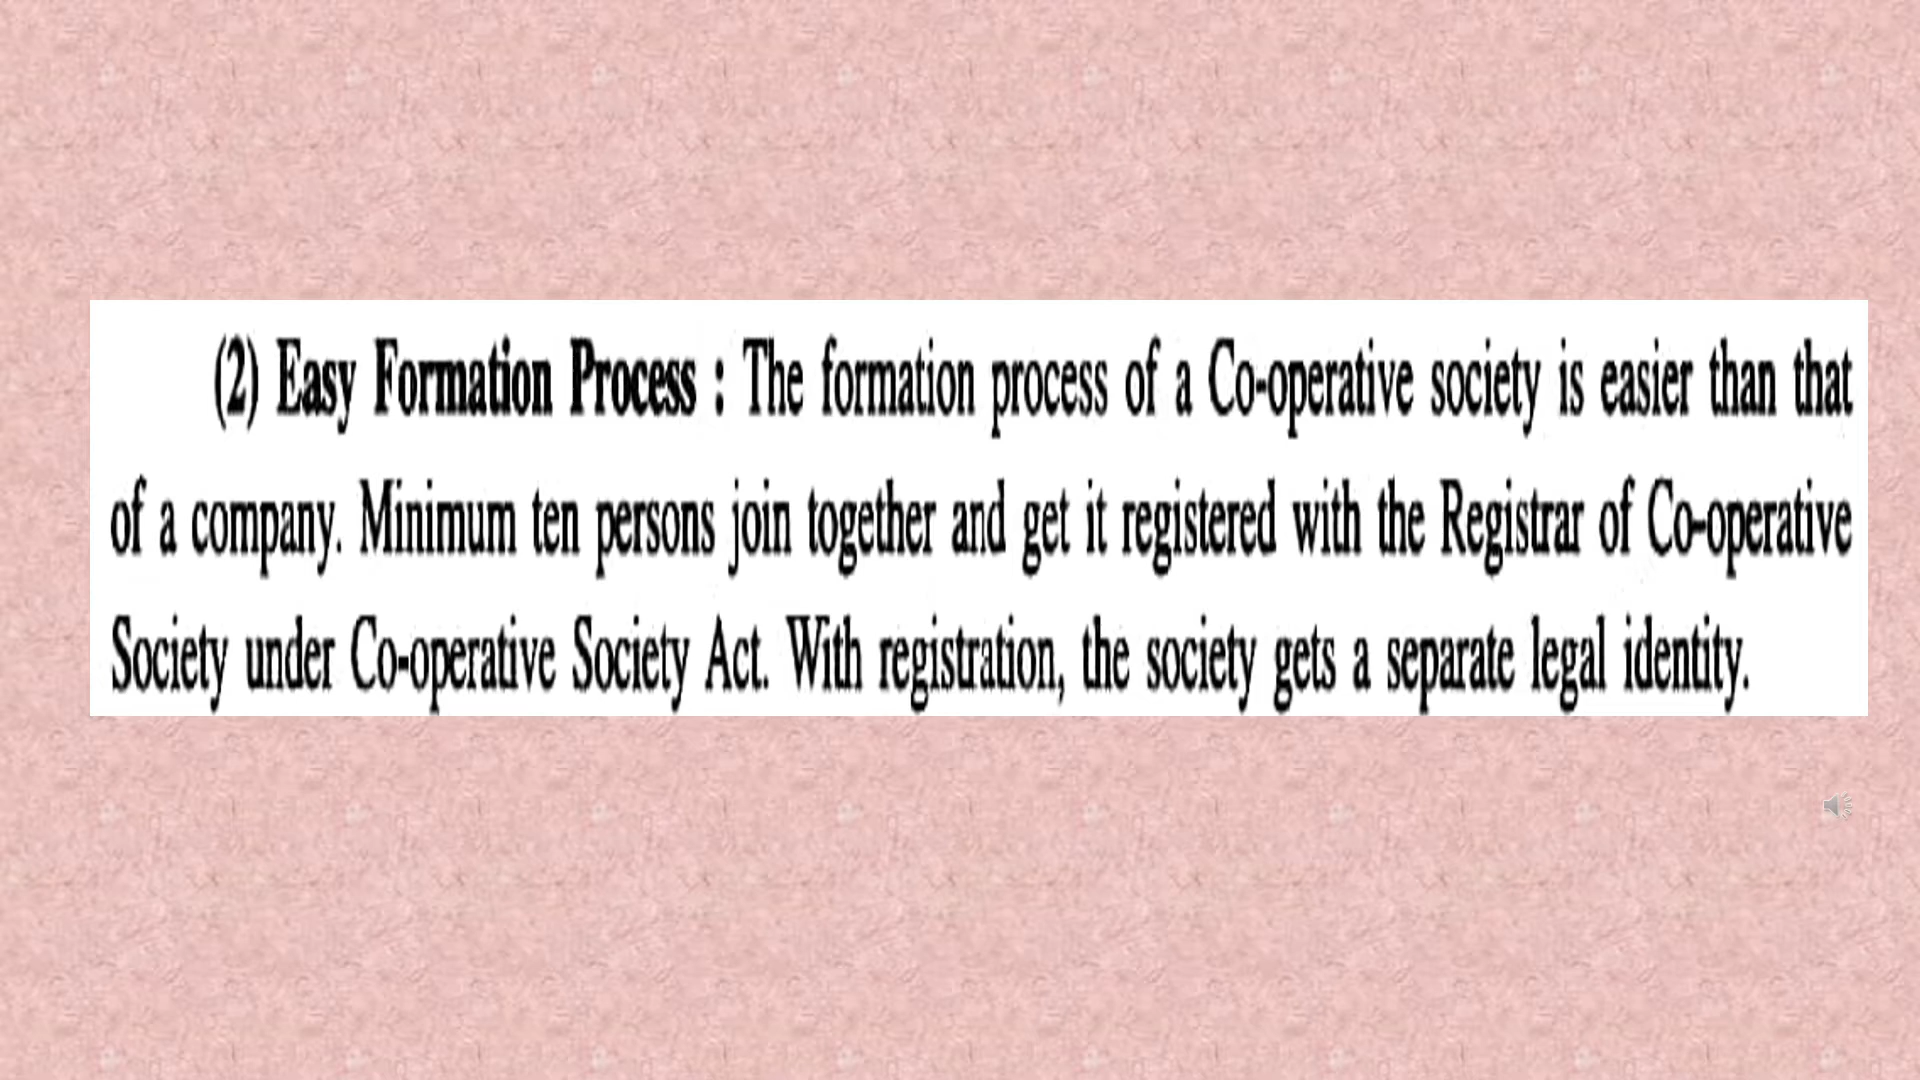 (2) Easy Formation Process : The formation process of a Co-operative society is easier than that
of a company. Minimum ten persons join together and get it registered with the Registrar of Co-operative
Society under Co-operative Society Act. With registration, the society gets a separate legal identity.